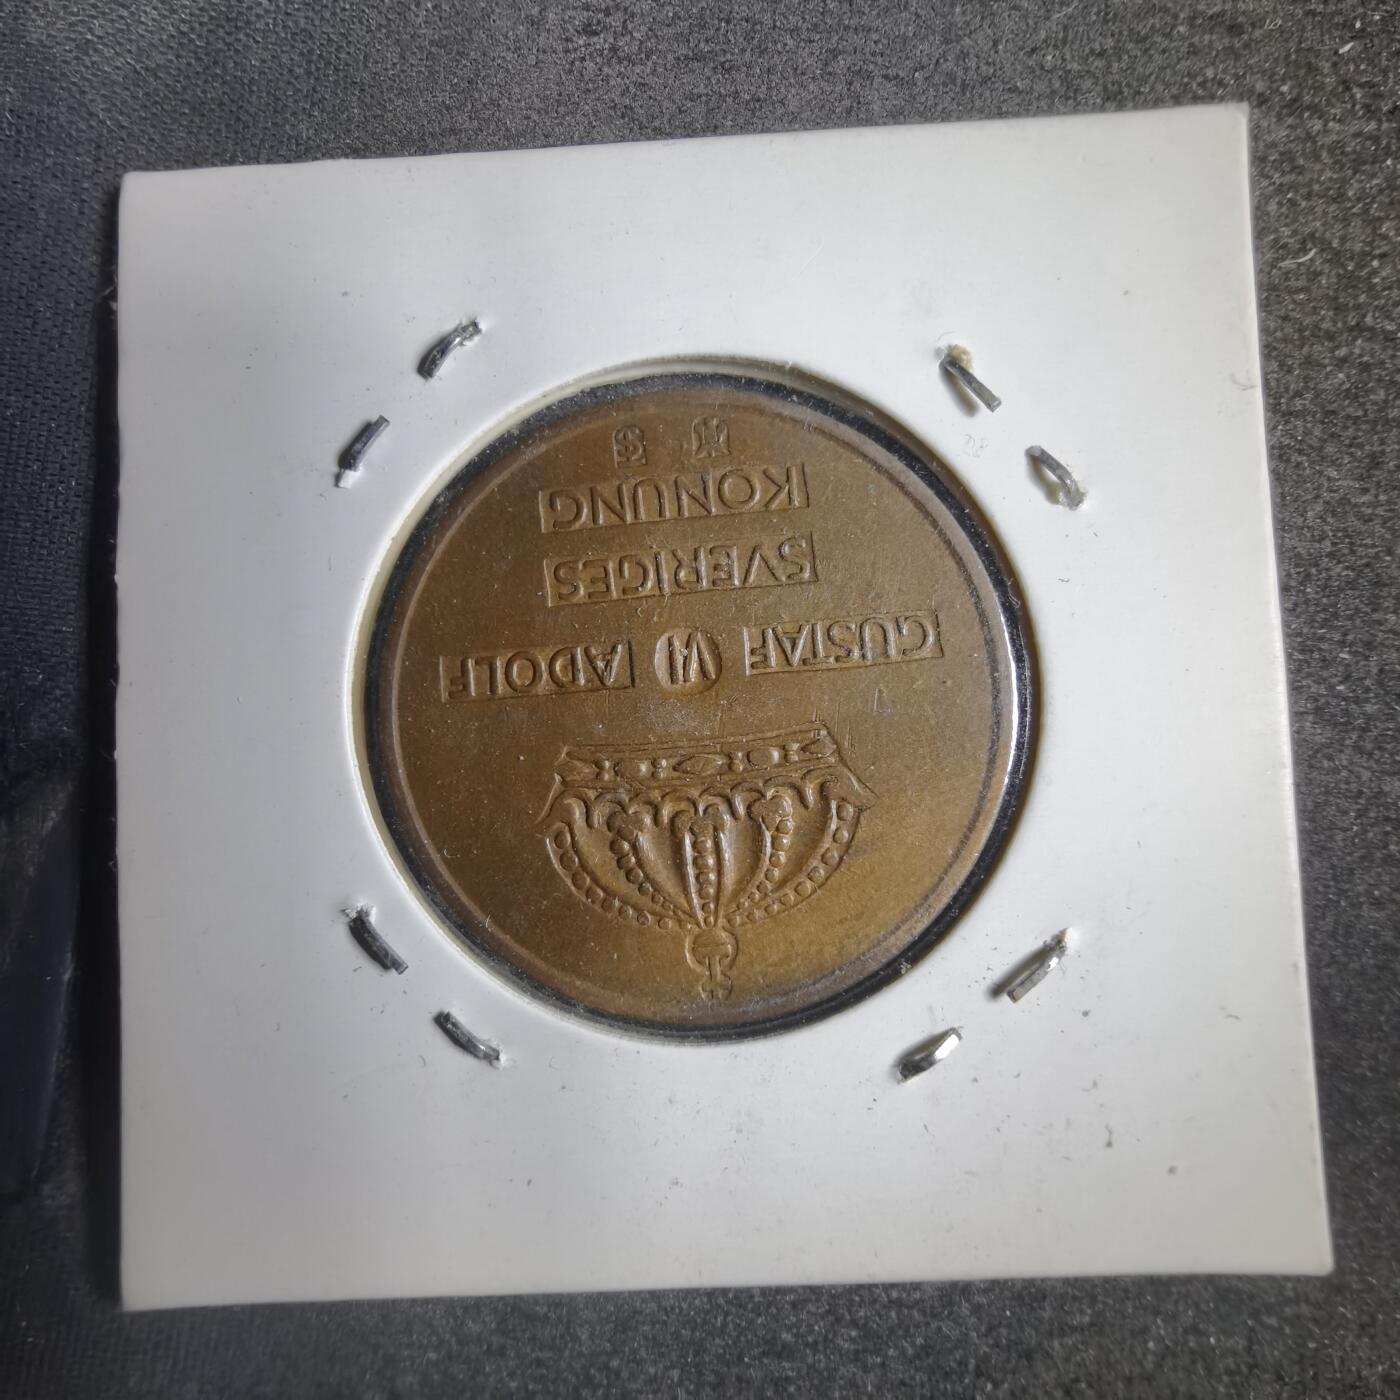 GUSTAF VI ADOLF
SVERIGES
KONUNG